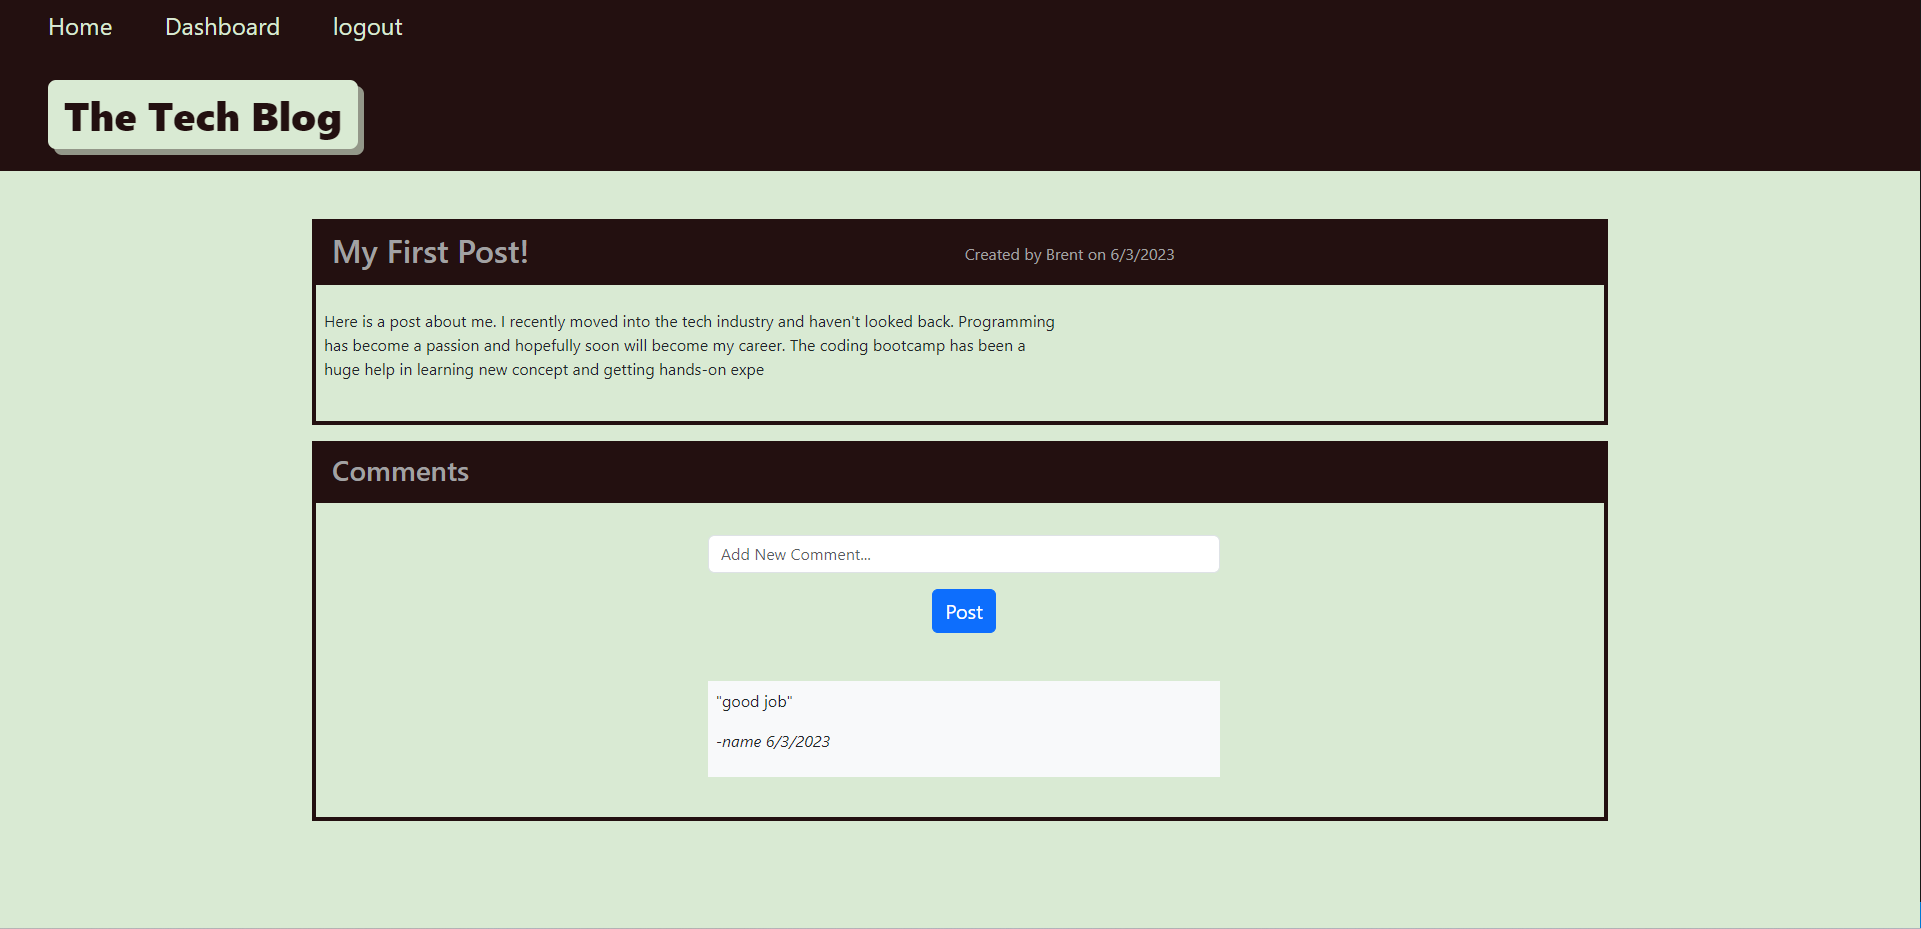 Home Dashboard logout
The Tech Blog
My First Post! Created by Brent on 6/3/2023
Here is a post about me. I recently moved into the tech industry and haven't looked back. Programming
has become a passion and hopefully soon will become my career. The coding bootcamp has been a
huge help in learning new concept and getting hands-on expe
Comments
Add New Comment...
Post
"good job"
-name 6/3/2023